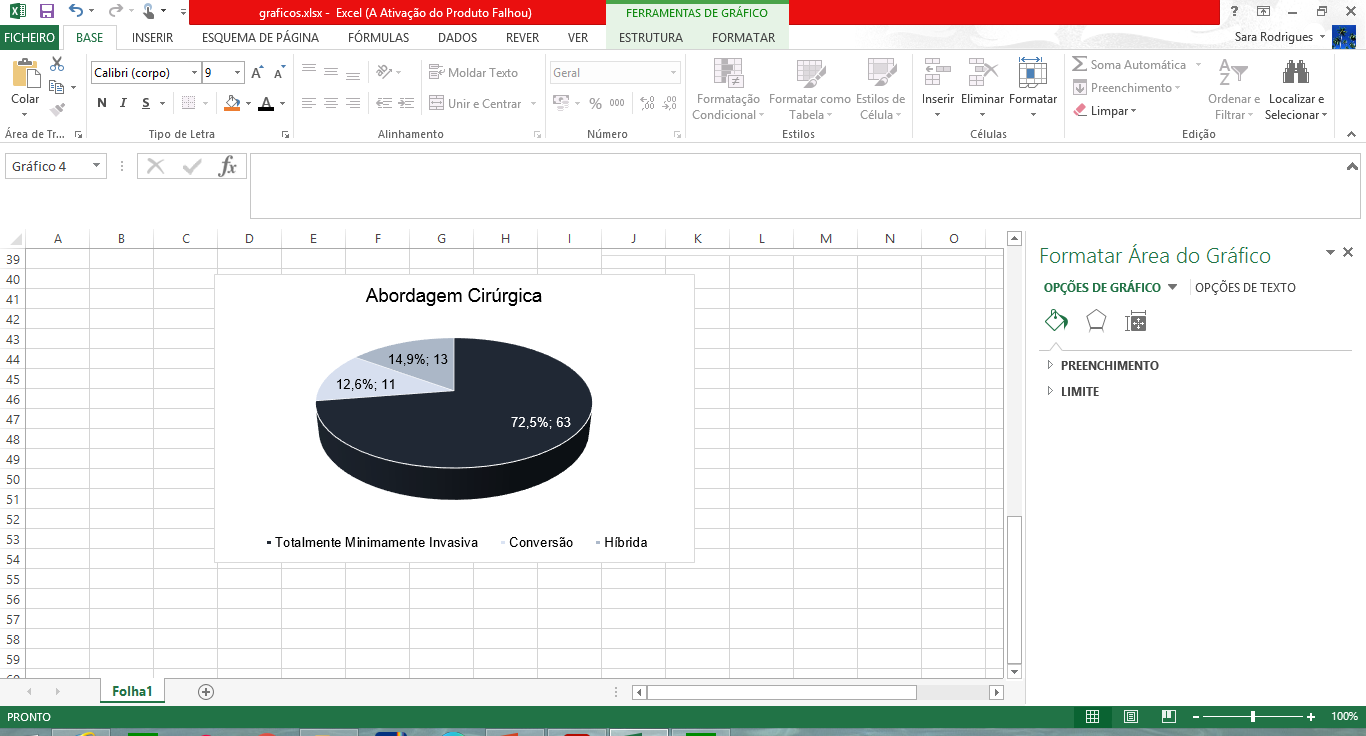 graficos.xlsx - Excel (A Ativação do Produto Falhou)
FERRAMENTAS DE GRÁFICO
?
FICHEIRO BASE INSERIR ESQUEMA DE PÁGINA FÓRMULAS DADOS REVER VER ESTRUTURA FORMATAR
Sara Rodrigues
Colar
Calibri (corpo) 9
N I S
Moldar Texto
Unir e Centrar
Geral
% 000
Formatação Condicional
Formatar como Tabela
Estilos de Célula
Inserir Eliminar Formatar
Soma Automática
Preenchimento
Limpar
Ordenar e Filtrar
Localizar e Selecionar
Área de Tr... Tipo de Letra Alinhamento Número Estilos Células Edição
Gráfico 4
fx
A B C D E F G H I J K L M N O
39
40
41
42
43
44
45
46
47
48
49
50
51
52
53
54
55
56
57
58
59
Abordagem Cirúrgica
14,9%; 13
12,6%; 11
72,5%; 63
Totalmente Minimamente Invasiva Conversão Híbrida
Formatar Área do Gráfico
OPÇÕES DE GRÁFICO OPÇÕES DE TEXTO
PREENCHIMENTO
LIMITE
Folha1
PRONTO
100%